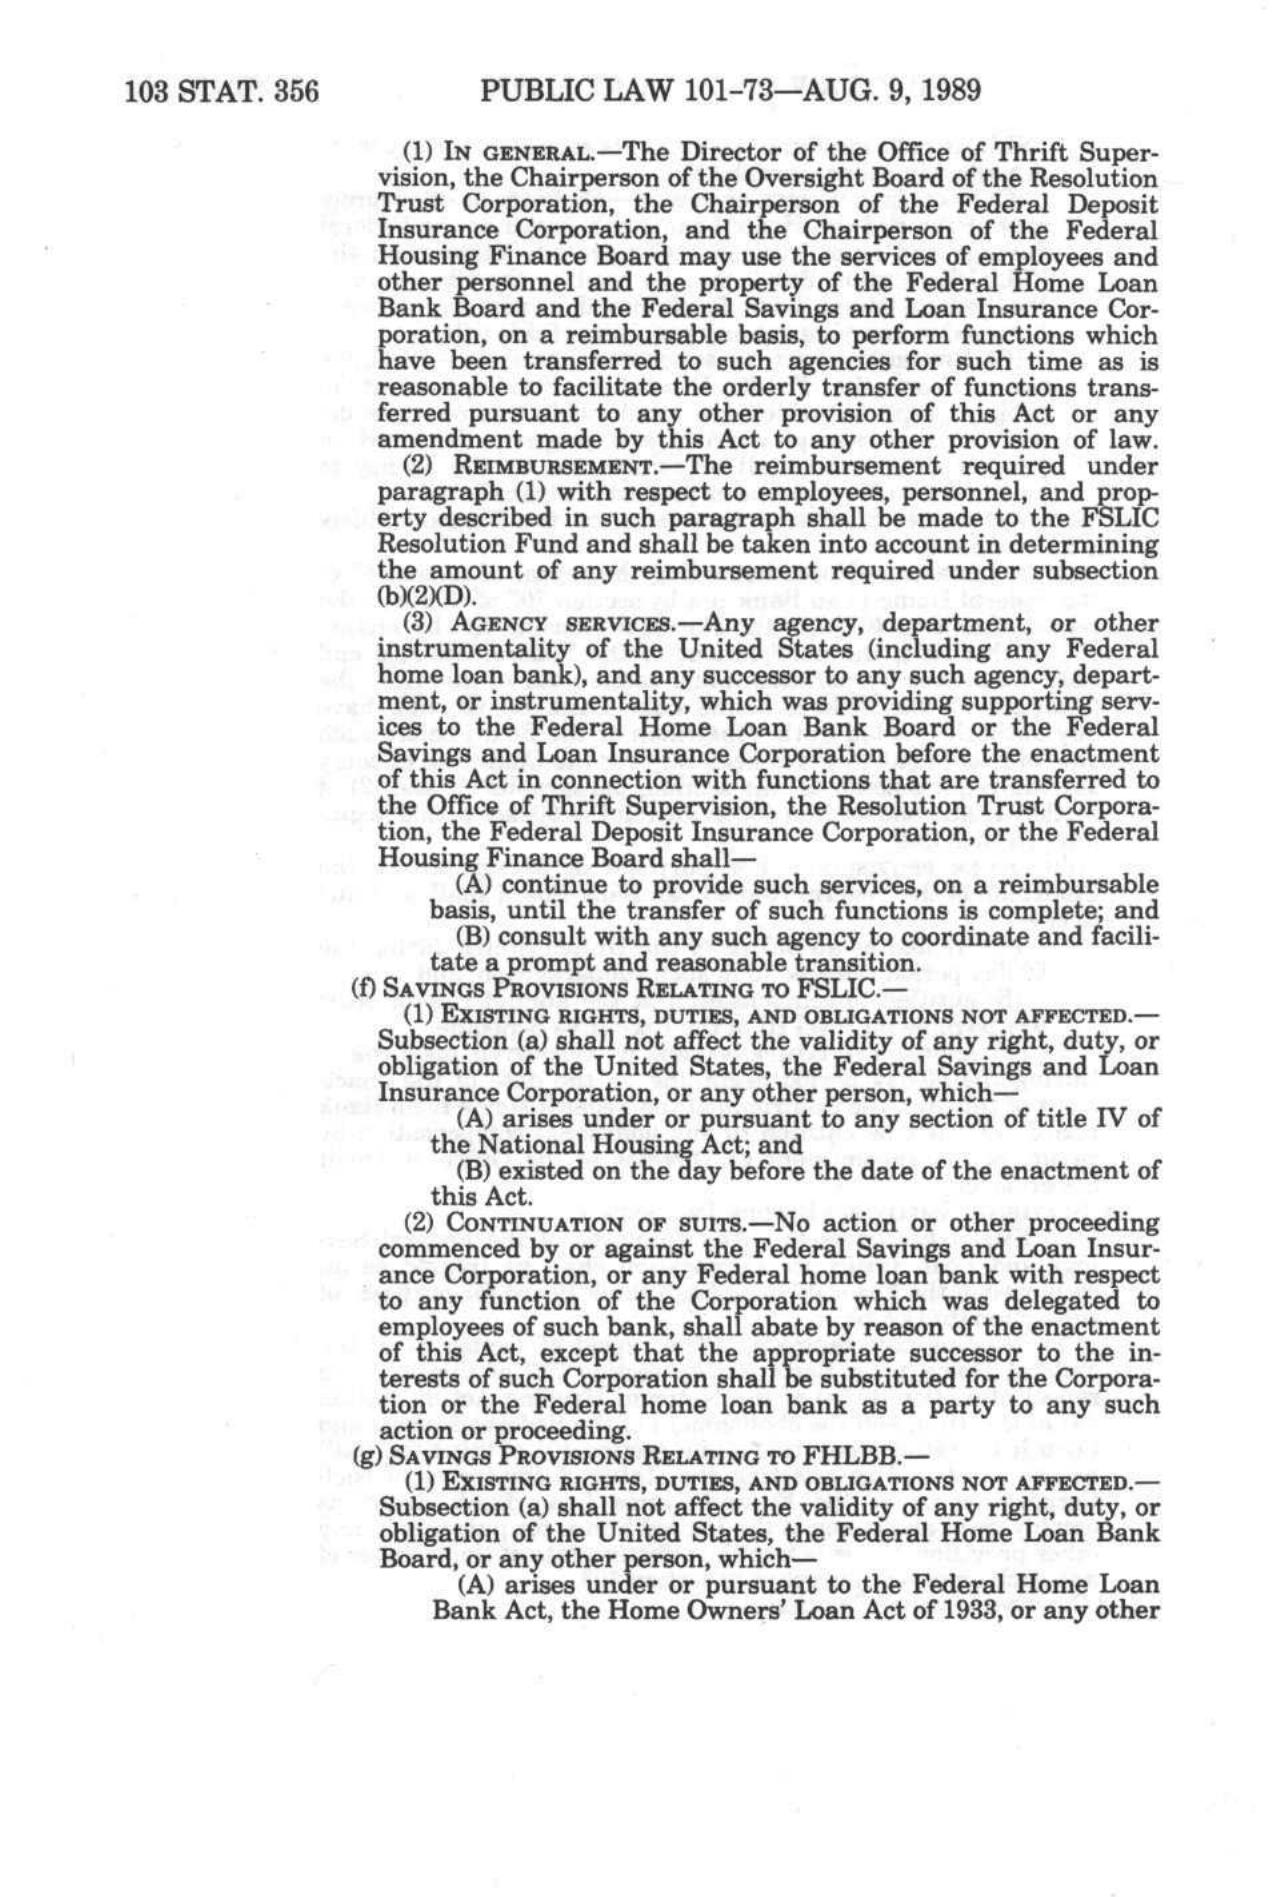 103 STAT. 356 PUBLIC LAW 101-73—AUG. 9, 1989
(1) IN GENERAL.—The Director of the Office of Thrift Super-
vision, the Chairperson of the Oversight Board of the Resolution
Trust Corporation, the Chairperson of the Federal Deposit
Insurance Corporation, and the Chairperson of the Federal
Housing Finance Board may use the services of employees and
other personnel and the property of the Federal Home Loan
Bank Board and the Federal Savings and Loan Insurance Cor-
poration, on a reimbursable basis, to perform functions which
have been transferred to such agencies for such time as is
reasonable to facilitate the orderly transfer of functions trans-
ferred pursuant to any other provision of this Act or any
amendment made by this Act to any other provision of law.
(2) REIMBURSEMENT.—The reimbursement required under
paragraph (1) with respect to employees, personnel, and prop-
erty described in such paragraph shall be made to the FSLIC
Resolution Fund and shall be taken into account in determining
the amount of any reimbursement required under subsection
(b)(2)(D).
(3) AGENCY SERVICES.—Any agency, department, or other
instrumentality of the United States (including any Federal
home loan bank), and any successor to any such agency, depart-
ment, or instrumentality, which was providing supporting serv-
ices to the Federal Home Loan Bank Board or the Federal
Savings and Loan Insurance Corporation before the enactment
of this Act in connection with functions that are transferred to
the Office of Thrift Supervision, the Resolution Trust Corpora-
tion, the Federal Deposit Insurance Corporation, or the Federal
Housing Finance Board shall—
(A) continue to provide such services, on a reimbursable
basis, until the transfer of such functions is complete; and
(B) consult with any such agency to coordinate and facili-
tate a prompt and reasonable transition.
(f) SAVINGS PROVISIONS RELATING TO FSLIC.—
(1) EXISTING RIGHTS, DUTIES, AND OBLIGATIONS NOT AFFECTED.—
Subsection (a) shall not affect the validity of any right, duty, or
obligation of the United States, the Federal Savings and Loan
Insurance Corporation, or any other person, which—
(A) arises under or pursuant to any section of title IV of
the National Housing Act; and
(B) existed on the day before the date of the enactment of
this Act.
(2) CONTINUATION OF SUITS.—No action or other proceeding
commenced by or against the Federal Savings and Loan Insur-
ance Corporation, or any Federal home loan bank with respect
to any function of the Corporation which was delegated to
employees of such bank, shall abate by reason of the enactment
of this Act, except that the appropriate successor to the in-
terests of such Corporation shall be substituted for the Corpora-
tion or the Federal home loan bank as a party to any such
action or proceeding.
(g) SAVINGS PROVISIONS RELATING TO FHLBB.—
(1) EXISTING RIGHTS, DUTIES, AND OBLIGATIONS NOT AFFECTED.—
Subsection (a) shall not affect the validity of any right, duty, or
obligation of the United States, the Federal Home Loan Bank
Board, or any other person, which—
(A) arises under or pursuant to the Federal Home Loan
Bank Act, the Home Owners' Loan Act of 1933, or any other